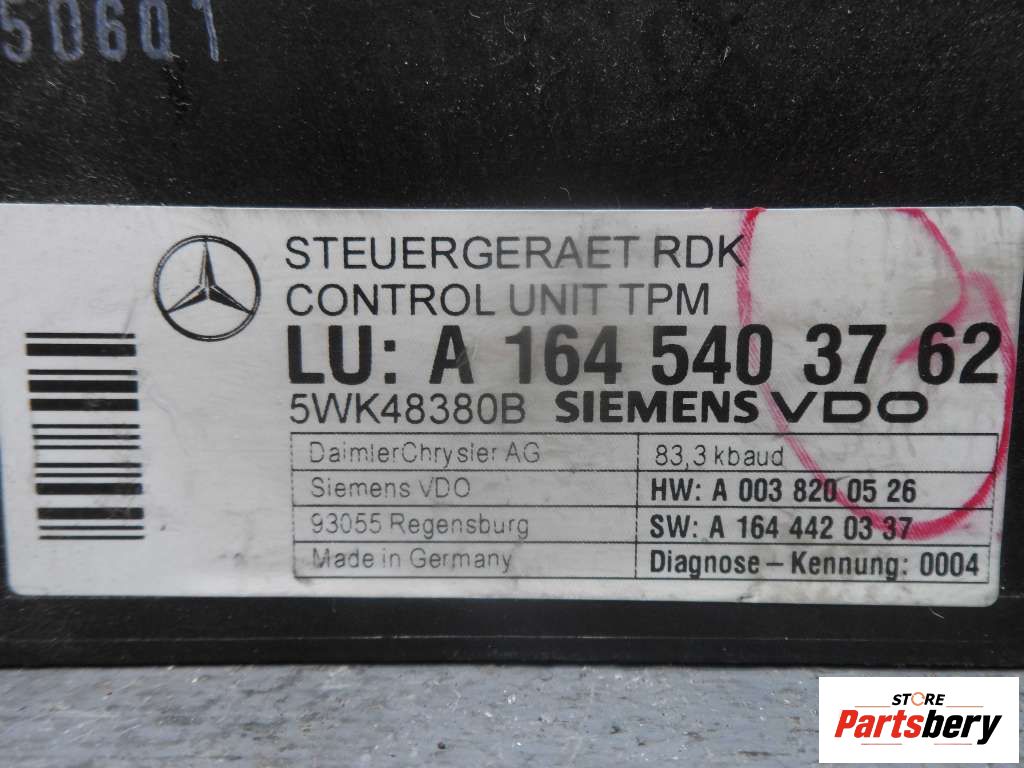 50601
STEUERGERAET RDK
CONTROL UNIT TPM
LU: A 164 540 37 62
5WK48380B SIEMENS VDO
DaimlerChrysler AG 83,3 kbaud
Siemens VDO HW: A 003 820 05 26
93055 Regensburg SW: A 164 442 03 37
Made in Germany Diagnose – Kennung: 0004
STORE
Partsbery